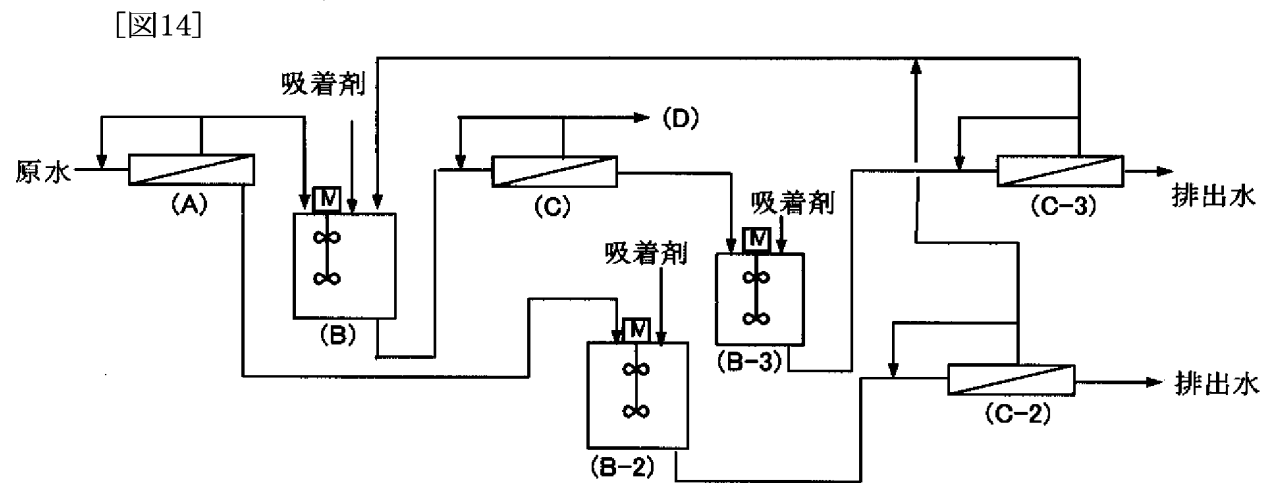 [図14]
吸着剤
(D)
原水
(A)
M
(C)
吸着剤
(C-3)
排出水
M
吸着剤
(B)
M
(B-3)
排出水
(C-2)
(B-2)